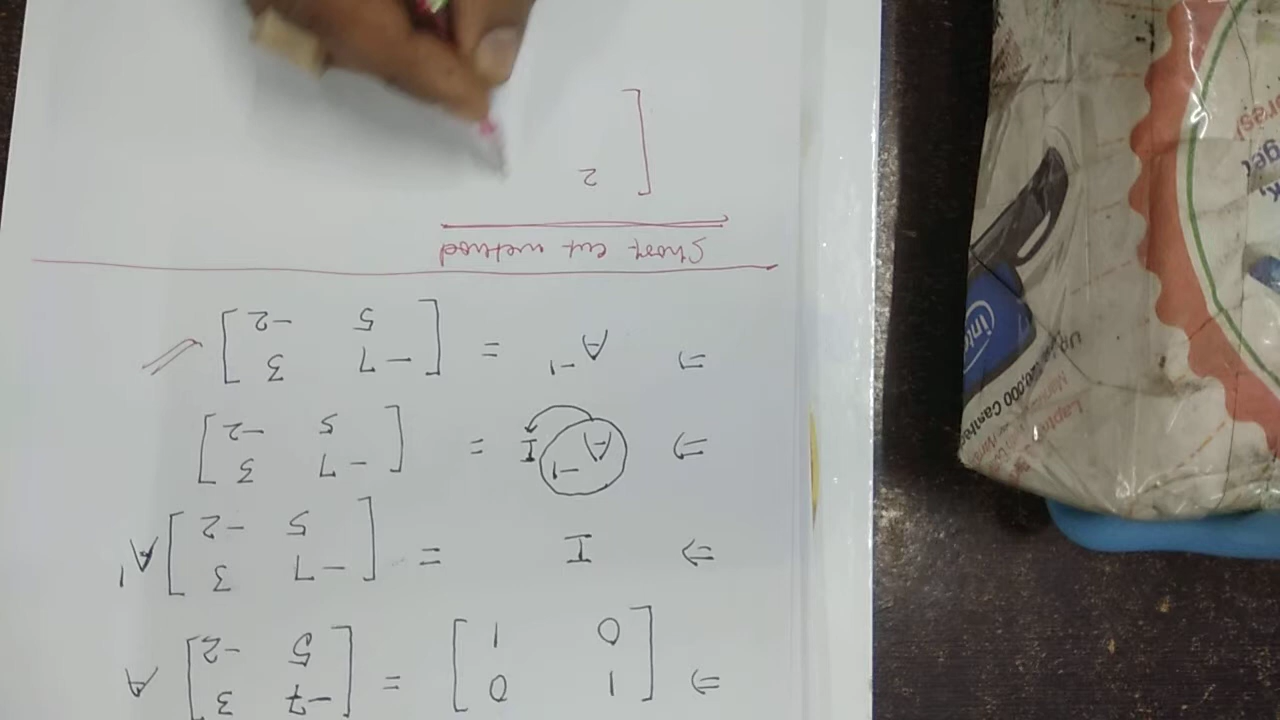 ⇒ [1 0] = [-7 3] A
[0 1] [5 -2]
⇒ I = [-7 3] A'
[5 -2]
⇒ A⁻¹ I = [-7 3]
[5 -2]
⇒ A⁻¹ = [-7 3]
[5 -2]
Short cut method
[2